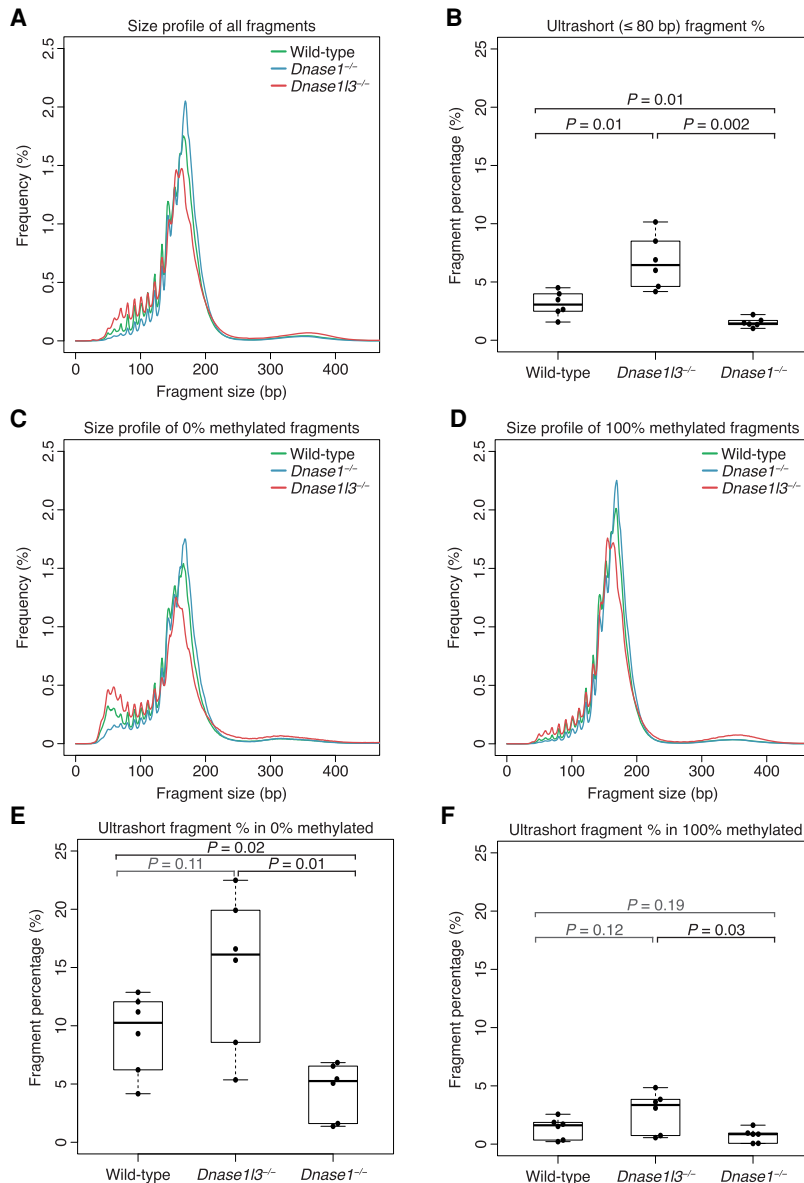 A
Size profile of all fragments
Wild-type
Dnase1−/−
Dnase1l3−/−
Frequency (%)
2.5
2.0
1.5
1.0
0.5
0
0 100 200 300 400
Fragment size (bp)
B
Ultrashort (≤ 80 bp) fragment %
Fragment percentage (%)
25
20
15
10
5
0
P = 0.01
P = 0.01 P = 0.002
Wild-type Dnase1l3−/− Dnase1−/−
C
Size profile of 0% methylated fragments
Wild-type
Dnase1−/−
Dnase1l3−/−
Frequency (%)
2.5
2.0
1.5
1.0
0.5
0
0 100 200 300 400
Fragment size (bp)
D
Size profile of 100% methylated fragments
Wild-type
Dnase1−/−
Dnase1l3−/−
Frequency (%)
2.5
2.0
1.5
1.0
0.5
0
0 100 200 300 400
Fragment size (bp)
E
Ultrashort fragment % in 0% methylated
Fragment percentage (%)
25
20
15
10
5
0
P = 0.02
P = 0.11 P = 0.01
Wild-type Dnase1l3−/− Dnase1−/−
F
Ultrashort fragment % in 100% methylated
Fragment percentage (%)
25
20
15
10
5
0
P = 0.19
P = 0.12 P = 0.03
Wild-type Dnase1l3−/− Dnase1−/−